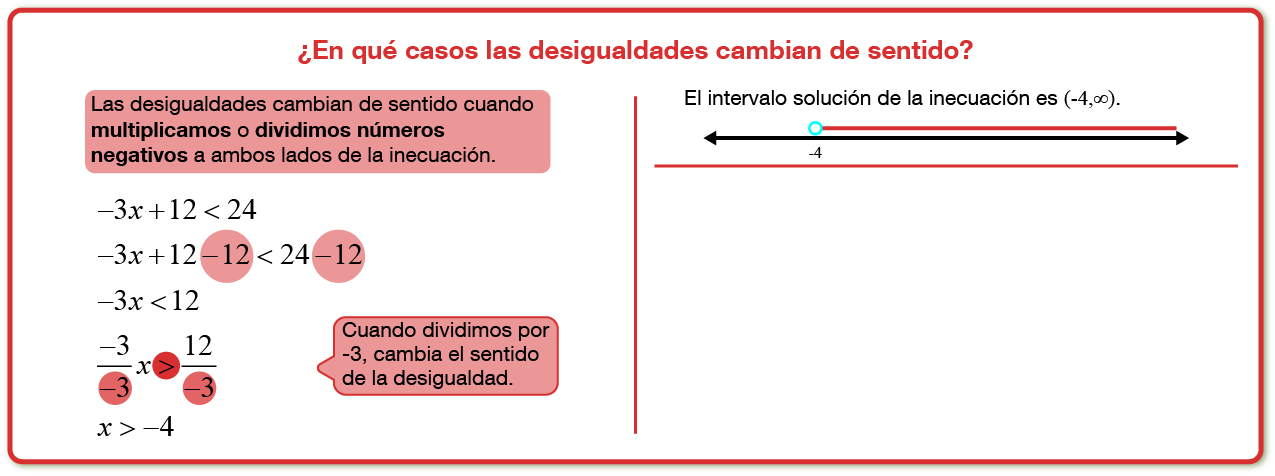 ¿En qué casos las desigualdades cambian de sentido?
Las desigualdades cambian de sentido cuando
multiplicamos o dividimos números
negativos a ambos lados de la inecuación.
−3x + 12 < 24
−3x + 12 −12 < 24 −12
−3x < 12
−3/−3 x > 12/−3
x > −4
Cuando dividimos por
-3, cambia el sentido
de la desigualdad.
El intervalo solución de la inecuación es (-4,∞).
-4